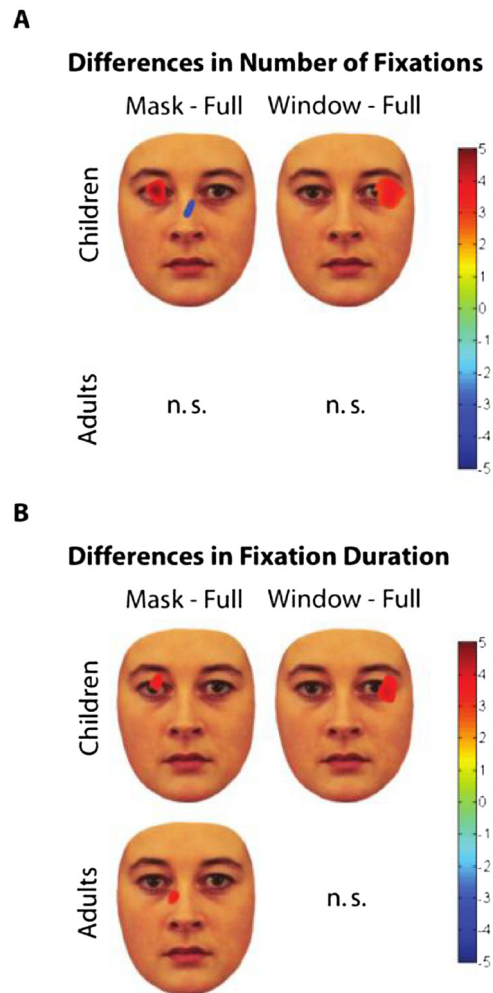 A
Differences in Number of Fixations
Mask - Full
Window - Full
Children
5
4
3
2
1
0
-1
-2
-3
-4
-5
Adults
n. s.
n. s.
B
Differences in Fixation Duration
Mask - Full
Window - Full
Children
5
4
3
2
1
0
-1
-2
-3
-4
-5
Adults
n. s.